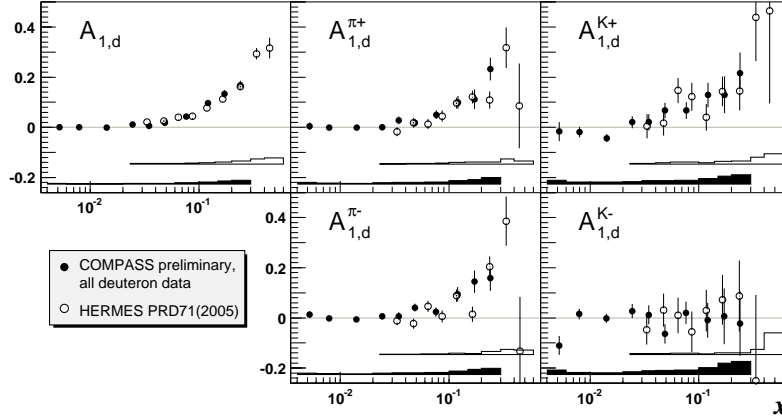 A1,d
Aπ+1,d
AK+1,d
0.4
0.2
0
-0.2
10-2 10-1
Aπ-1,d
AK-1,d
0.4
0.2
0
-0.2
COMPASS preliminary,
all deuteron data
HERMES PRD71(2005)
10-2 10-1 10-2 10-1 x